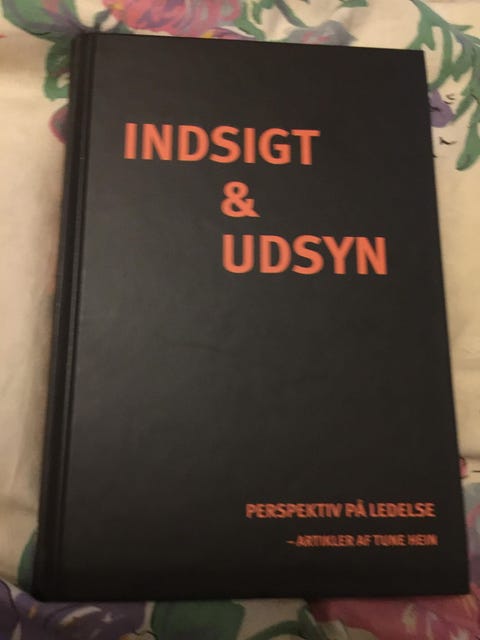 INDSIGT
&
UDSYN
PERSPEKTIV PÅ LEDELSE
– ARTIKLER AF TUNE HEIN